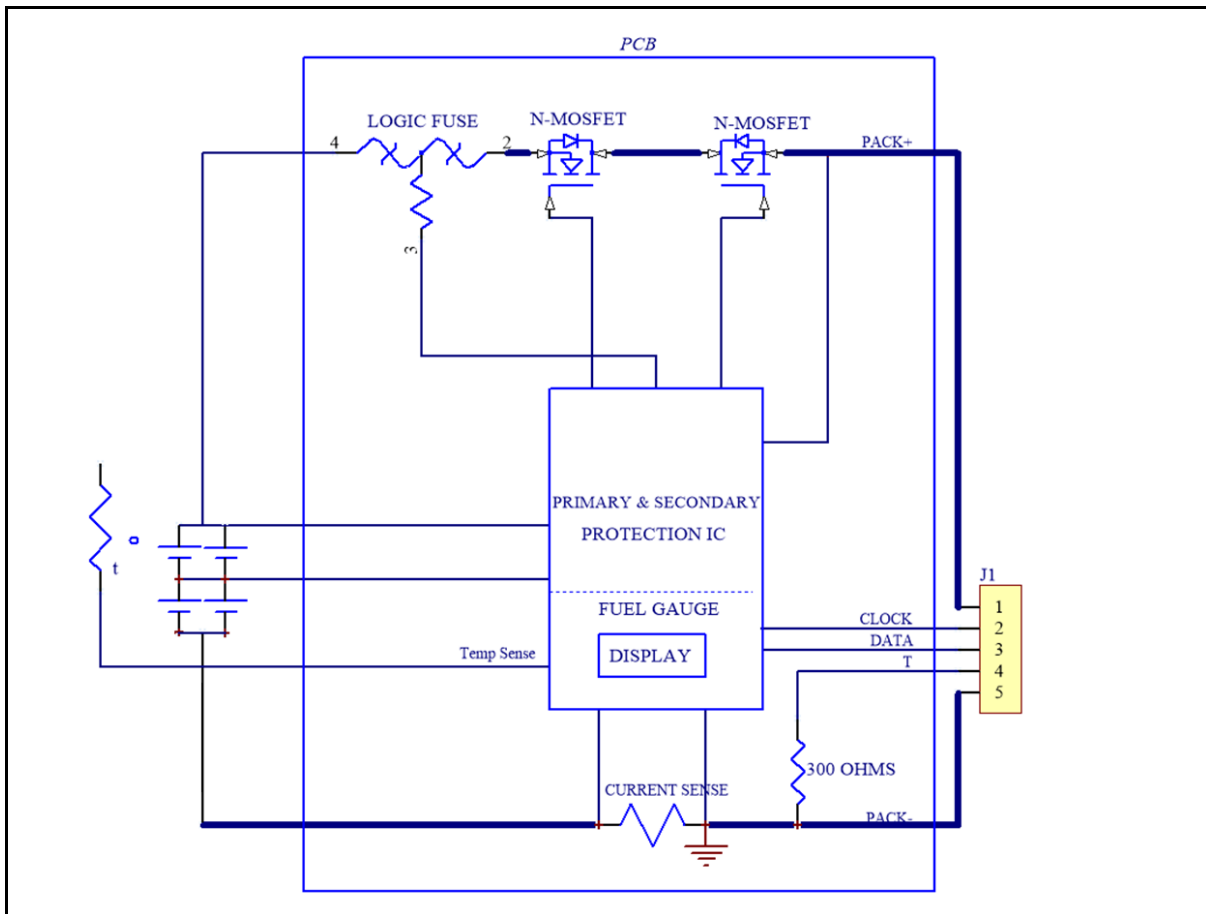 PCB
LOGIC FUSE
N-MOSFET
N-MOSFET
4
2
PACK+
3
PRIMARY & SECONDARY
PROTECTION IC
t
o
J1
FUEL GAUGE
1
CLOCK
2
DATA
3
Temp Sense
DISPLAY
T
4
5
300 OHMS
CURRENT SENSE
PACK-